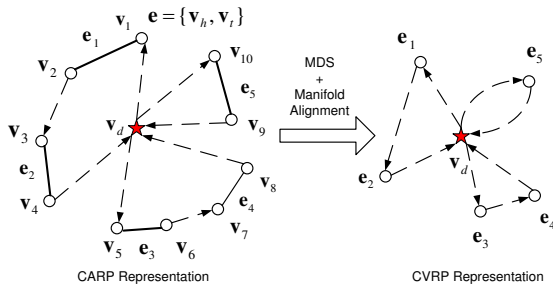 e = {v_h, v_t}
v_1
e_1
v_2
v_10
e_5
v_9
v_d
v_3
e_2
v_4
v_8
e_4
v_7
v_5
e_3
v_6
CARP Representation
MDS
+
Manifold
Alignment
e_1
e_5
v_d
e_2
e_3
e_4
CVRP Representation